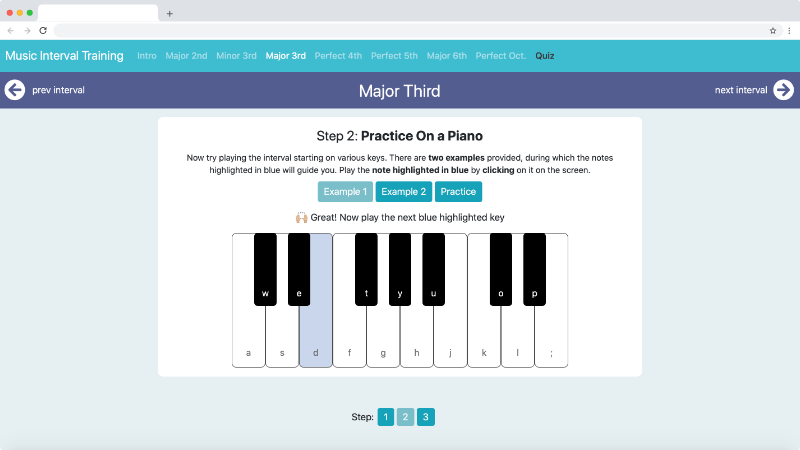 Music Interval Training Intro Major 2nd Minor 3rd Major 3rd Perfect 4th Perfect 5th Major 6th Perfect Oct. Quiz
prev interval Major Third next interval
Step 2: Practice On a Piano
Now try playing the interval starting on various keys. There are two examples provided, during which the notes
highlighted in blue will guide you. Play the note highlighted in blue by clicking on it on the screen.
Example 1 Example 2 Practice
🙌🏼 Great! Now play the next blue highlighted key
w e t y u o p
a s d f g h j k l ;
Step: 1 2 3